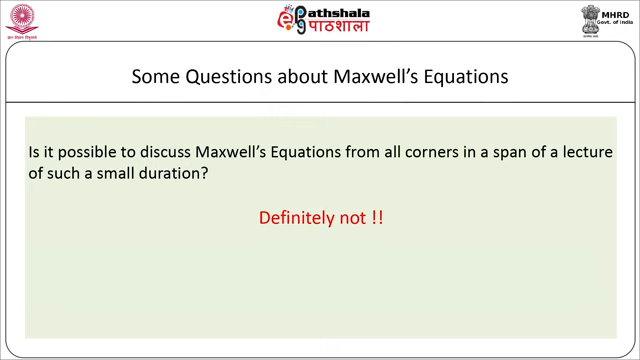 Pathshala
पाठशाला
MHRD
Govt. of India
Some Questions about Maxwell's Equations
Is it possible to discuss Maxwell's Equations from all corners in a span of a lecture
of such a small duration?
Definitely not !!